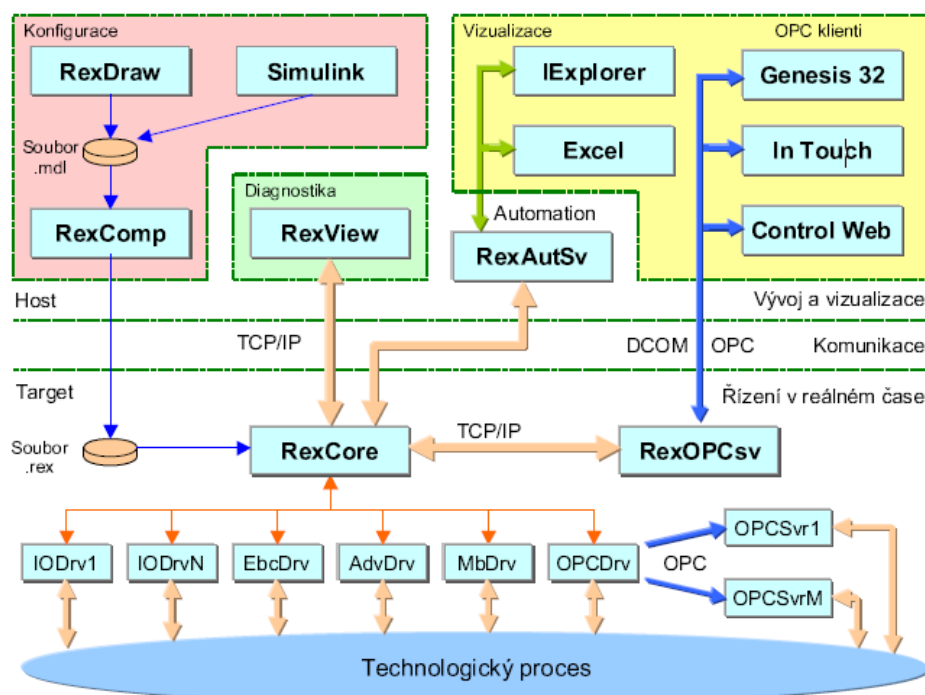 Konfigurace
RexDraw
Simulink
Soubor
.mdl
RexComp
Diagnostika
RexView
Vizualizace
OPC klienti
IExplorer
Excel
Genesis 32
In Touch
Control Web
Automation
RexAutSv
Host
Vývoj a vizualizace
TCP/IP
DCOM
OPC
Komunikace
Target
Řízení v reálném čase
Soubor
.rex
RexCore
TCP/IP
RexOPCsv
IODrv1
IODrvN
EbcDrv
AdvDrv
MbDrv
OPCDrv
OPC
OPCSvr1
OPCSvrM
Technologický proces